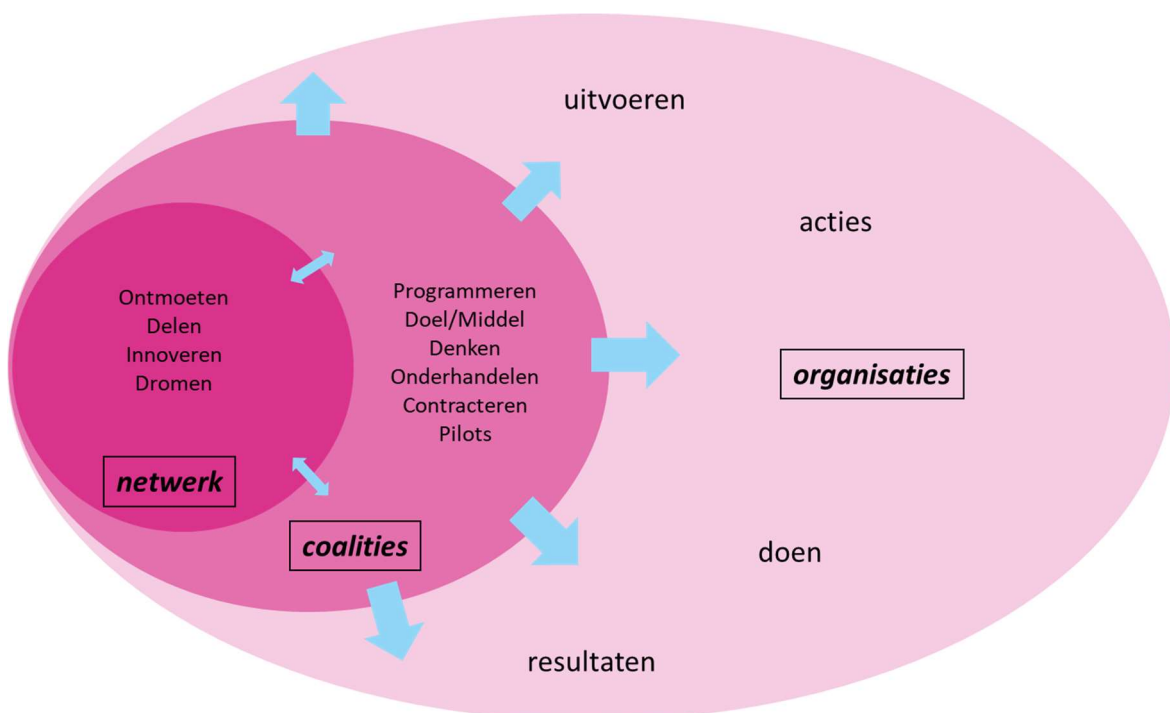 Ontmoeten
Delen
Innoveren
Dromen
netwerk
Programmeren
Doel/Middel
Denken
Onderhandelen
Contracteren
Pilots
coalities
uitvoeren
acties
organisaties
doen
resultaten